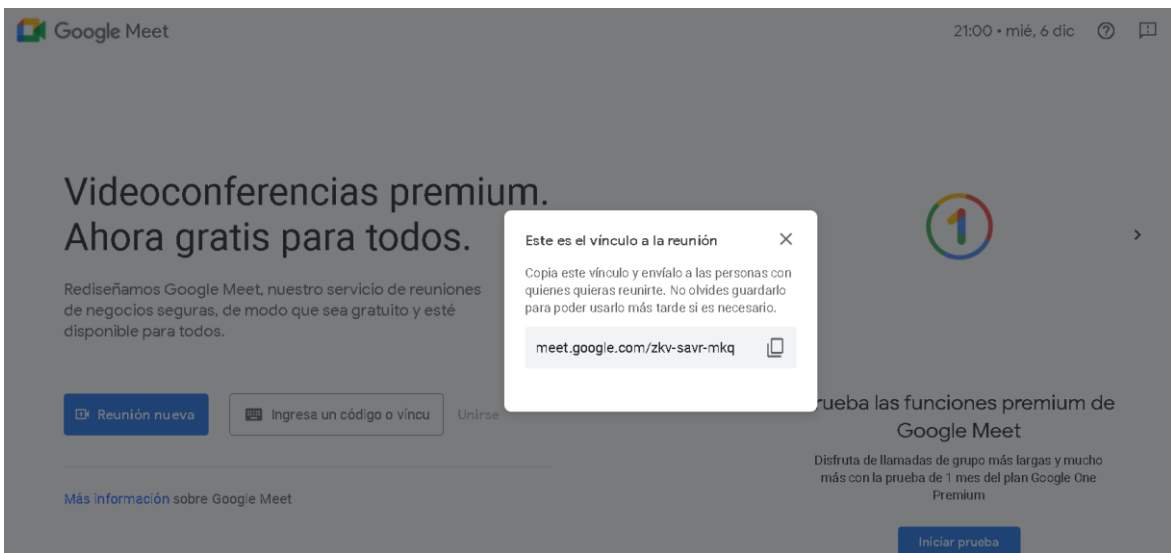 Google Meet
21:00 • mié, 6 dic
Videoconferencias premium.
Ahora gratis para todos.
Rediseñamos Google Meet, nuestro servicio de reuniones
de negocios seguras, de modo que sea gratuito y esté
disponible para todos.
Reunión nueva
Ingresa un código o víncu
Unirse
Más información sobre Google Meet
Este es el vínculo a la reunión
Copia este vínculo y envíalo a las personas con
quienes quieras reunirte. No olvides guardarlo
para poder usarlo más tarde si es necesario.
meet.google.com/zkv-savr-mkq
1
rueba las funciones premium de
Google Meet
Disfruta de llamadas de grupo más largas y mucho
más con la prueba de 1 mes del plan Google One
Premium
Iniciar prueba